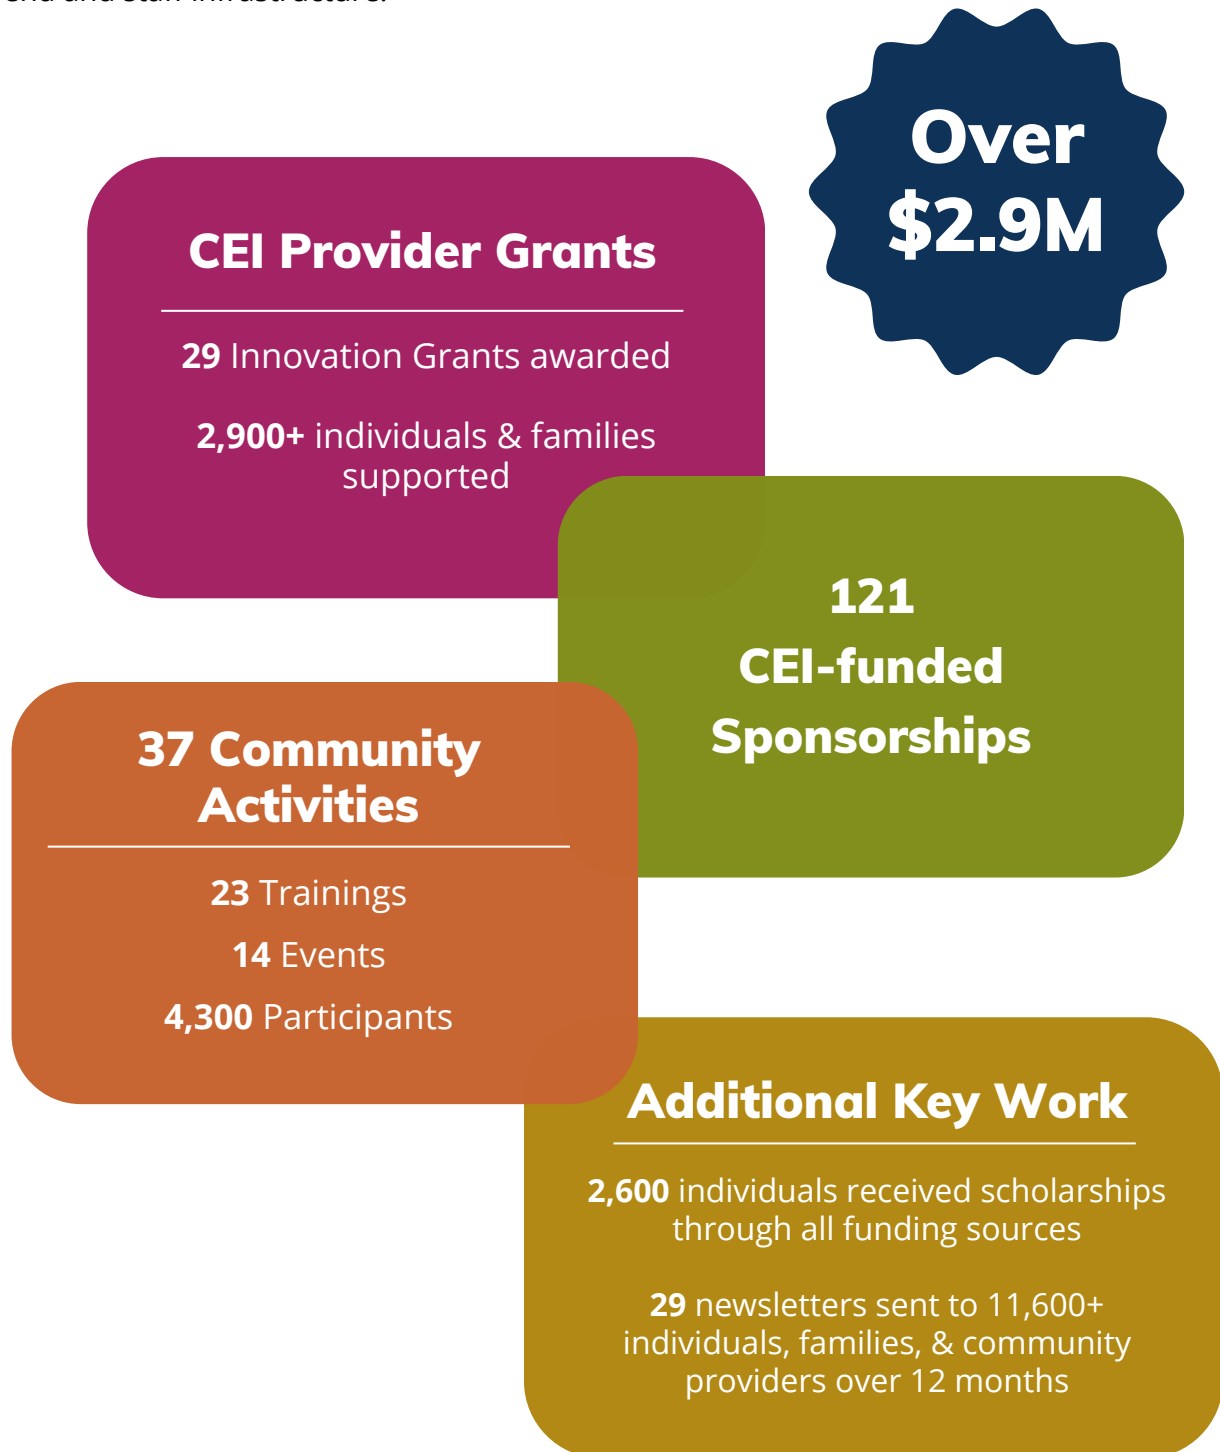 Over
$2.9M
CEI Provider Grants
29 Innovation Grants awarded
2,900+ individuals & families
supported
121
CEI-funded
Sponsorships
37 Community
Activities
23 Trainings
14 Events
4,300 Participants
Additional Key Work
2,600 individuals received scholarships
through all funding sources
29 newsletters sent to 11,600+
individuals, families, & community
providers over 12 months